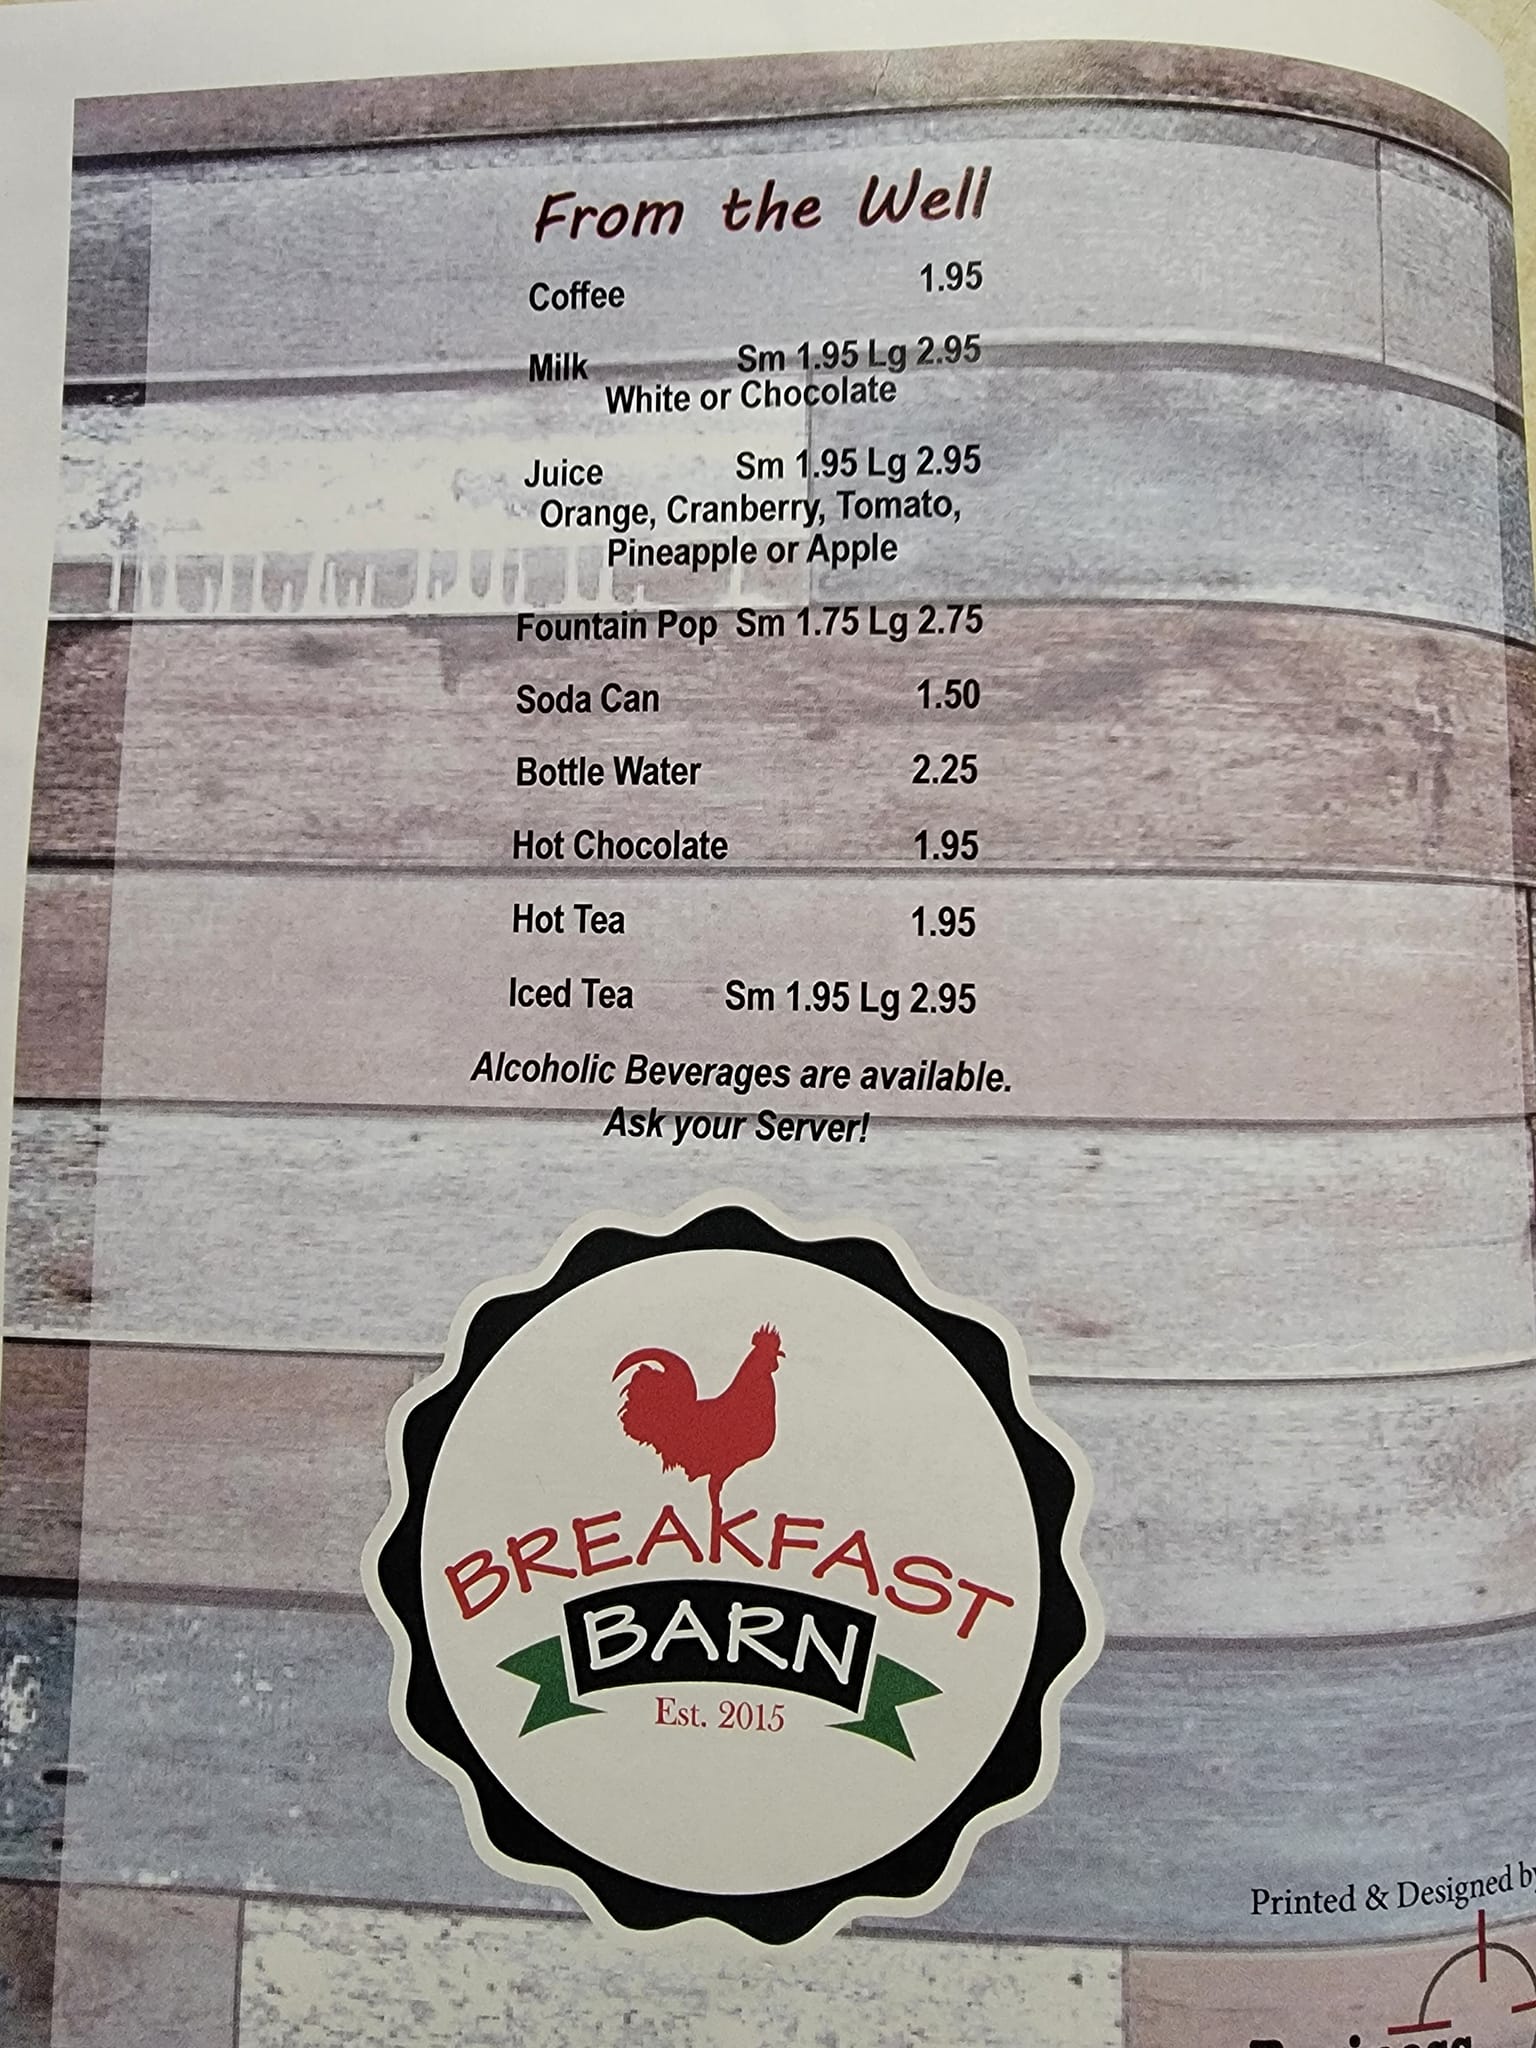 From the Well
Coffee 1.95
Milk Sm 1.95 Lg 2.95
White or Chocolate
Juice Sm 1.95 Lg 2.95
Orange, Cranberry, Tomato,
Pineapple or Apple
Fountain Pop Sm 1.75 Lg 2.75
Soda Can 1.50
Bottle Water 2.25
Hot Chocolate 1.95
Hot Tea 1.95
Iced Tea Sm 1.95 Lg 2.95
Alcoholic Beverages are available.
Ask your Server!
BREAKFAST
BARN
Est. 2015
Printed & Designed by